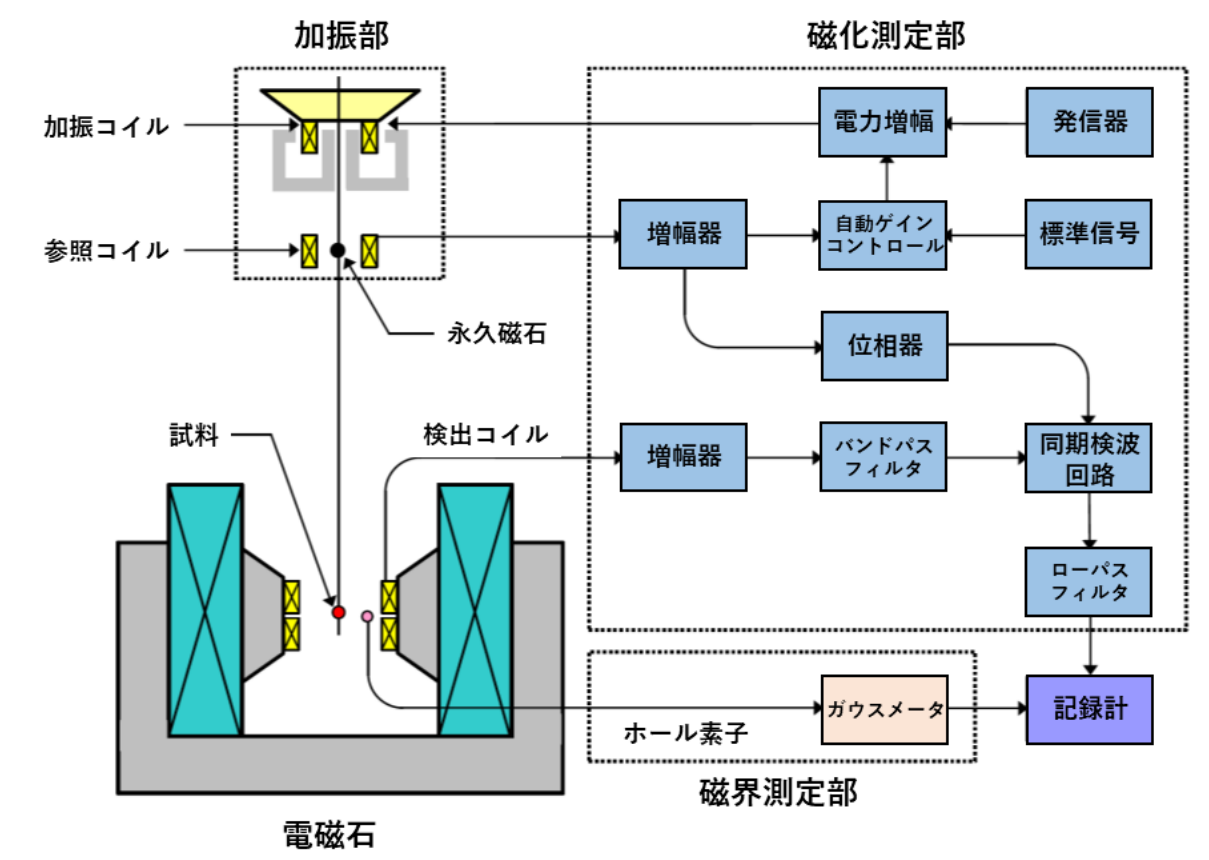 加振部
磁化測定部
加振コイル
電力増幅
発信器
参照コイル
増幅器
自動ゲイン
コントロール
標準信号
永久磁石
位相器
試料
検出コイル
増幅器
バンドパス
フィルタ
同期検波
回路
ローパス
フィルタ
ホール素子
ガウスメータ
記録計
磁界測定部
電磁石